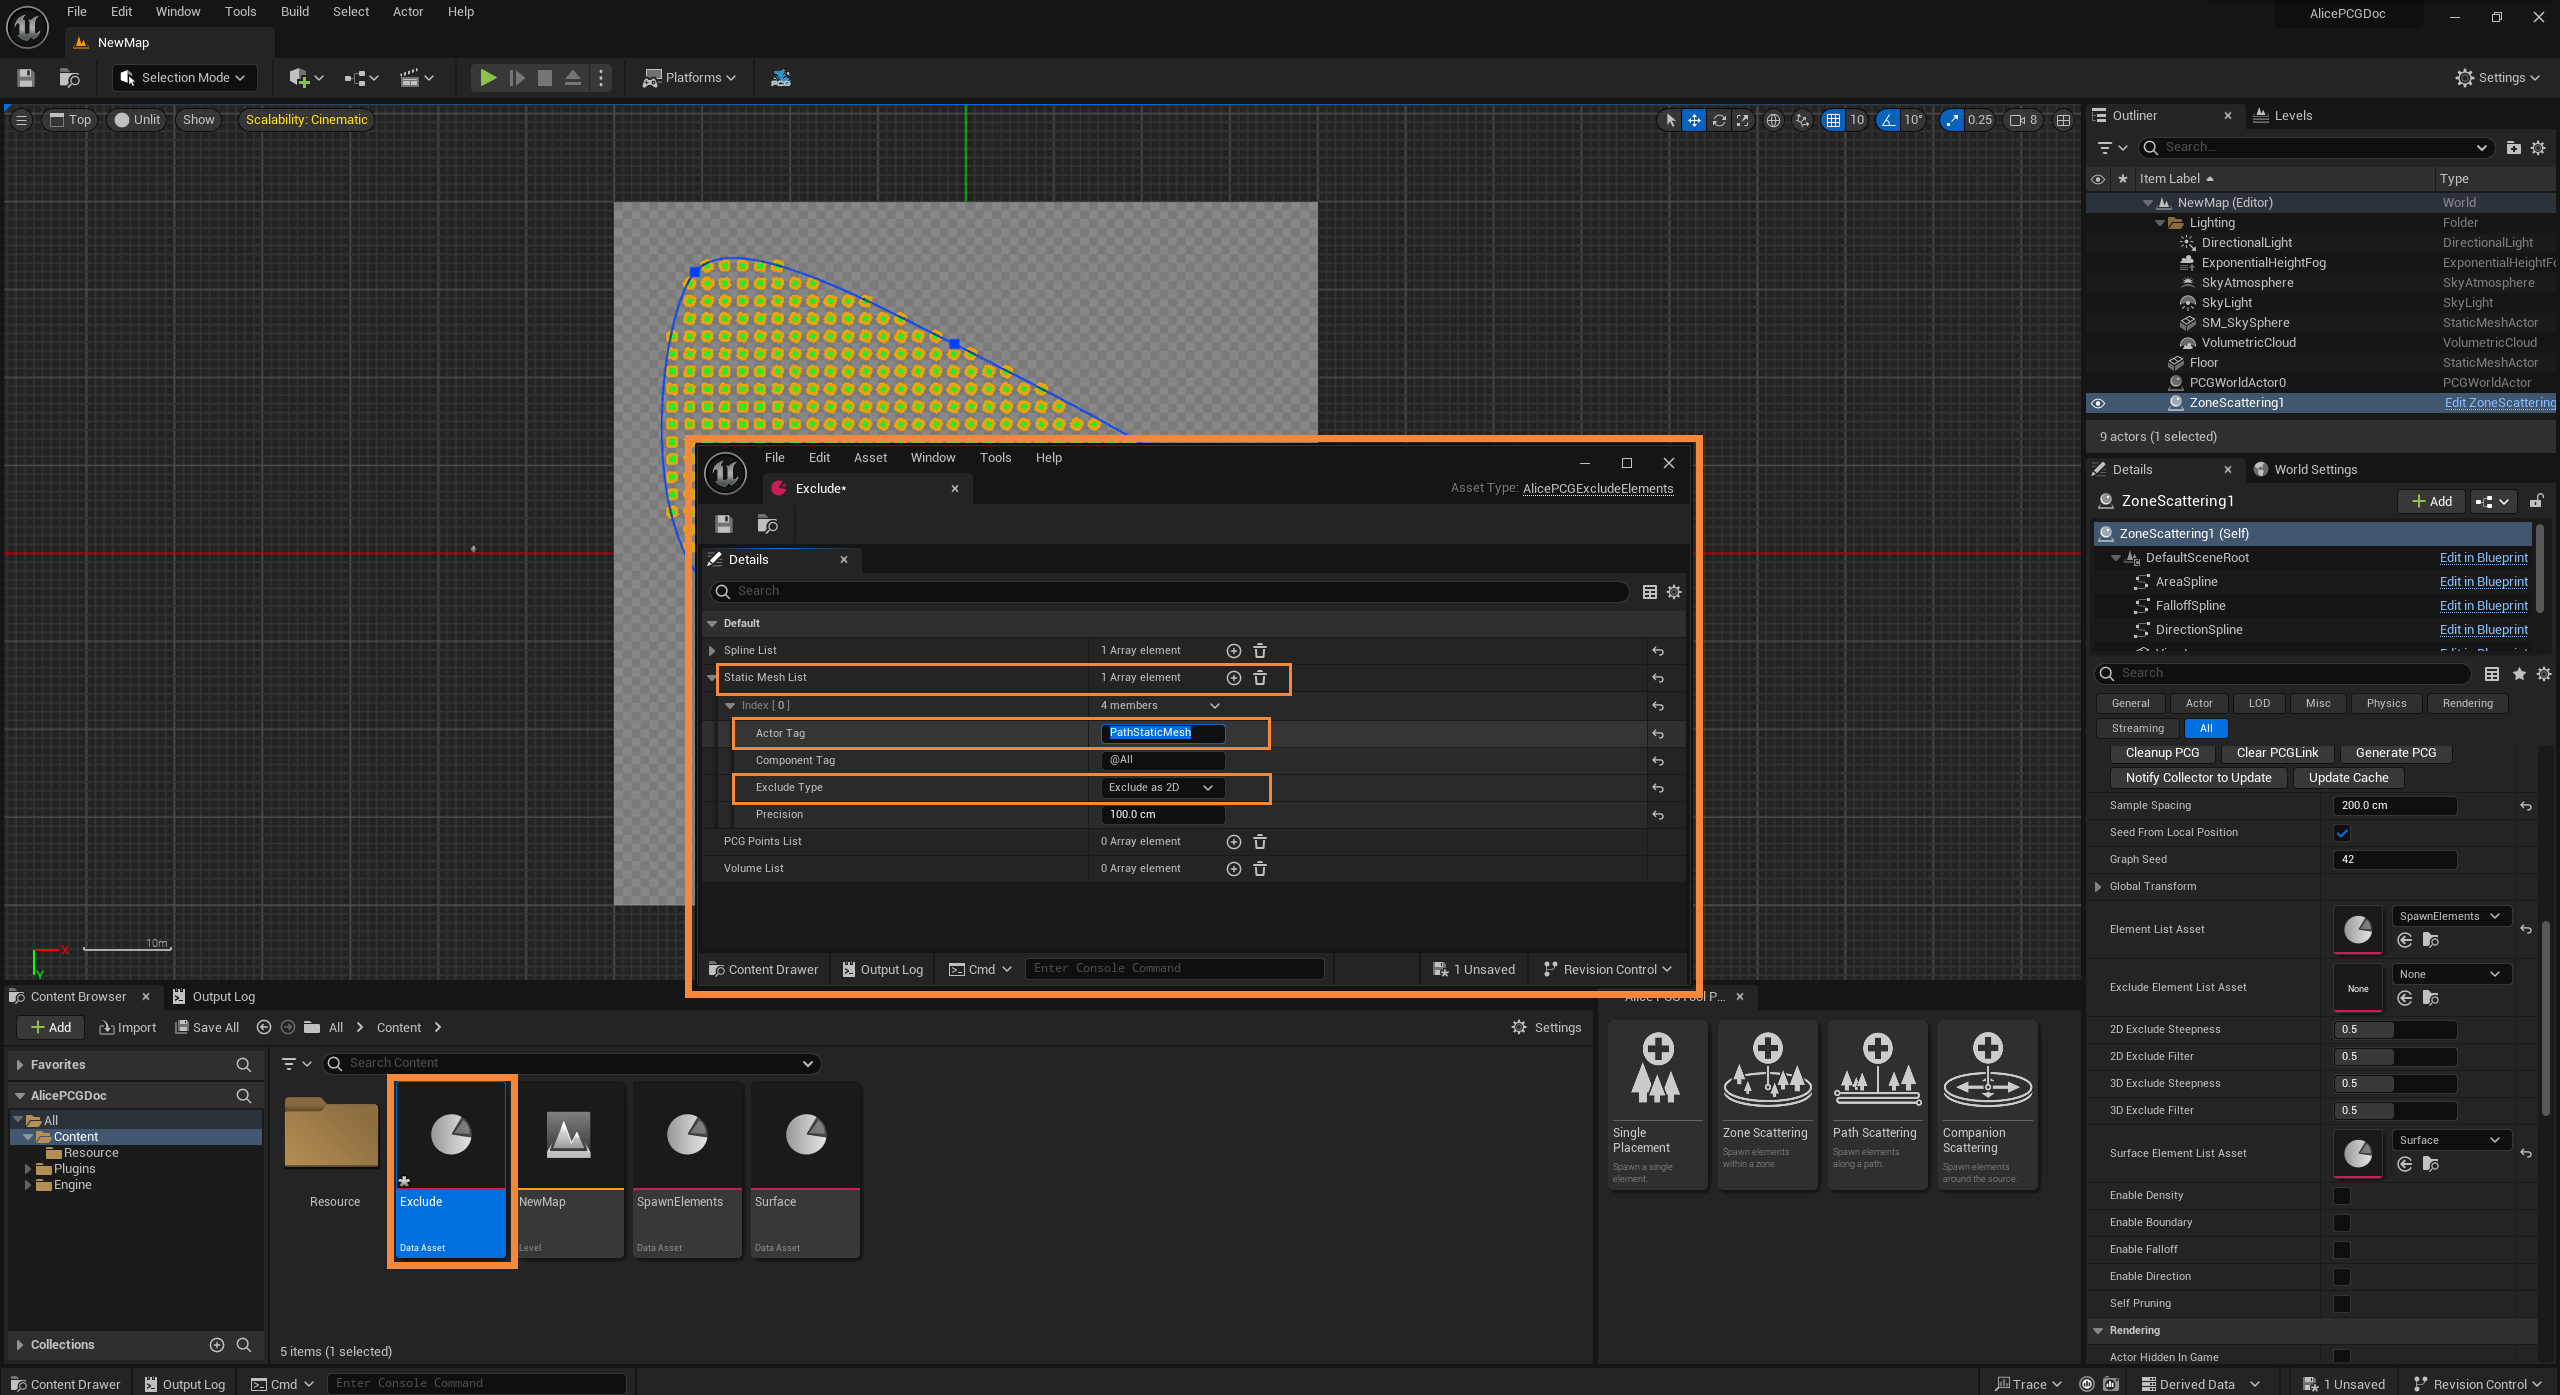 File Edit Window Tools Build Select Actor Help
AlicePCGDoc
NewMap
Selection Mode
Platforms
Settings
Top Unlit Show Scalability: Cinematic
10 10° 0.25 8
10m
X
Y
Outliner Levels
Search...
Item Label Type
NewMap (Editor) World
Lighting Folder
DirectionalLight DirectionalLight
ExponentialHeightFog ExponentialHeightFo
SkyAtmosphere SkyAtmosphere
SkyLight SkyLight
SM_SkySphere StaticMeshActor
VolumetricCloud VolumetricCloud
Floor StaticMeshActor
PCGWorldActor0 PCGWorldActor
ZoneScattering1 Edit ZoneScattering
9 actors (1 selected)
Details World Settings
ZoneScattering1 Add
ZoneScattering1 (Self)
DefaultSceneRoot Edit in Blueprint
AreaSpline Edit in Blueprint
FalloffSpline Edit in Blueprint
DirectionSpline Edit in Blueprint
Search
General Actor LOD Misc Physics Rendering
Streaming All
Cleanup PCG Clear PCGLink Generate PCG
Notify Collector to Update Update Cache
Sample Spacing 200.0 cm
Seed From Local Position
Graph Seed 42
Global Transform
Element List Asset SpawnElements
Exclude Element List Asset None None
2D Exclude Steepness 0.5
2D Exclude Filter 0.5
3D Exclude Steepness 0.5
3D Exclude Filter 0.5
Surface Element List Asset Surface
Enable Density
Enable Boundary
Enable Falloff
Enable Direction
Self Pruning
Rendering
Actor Hidden In Game
File Edit Asset Window Tools Help
Exclude*
Asset Type: AlicePCGExcludeElements
Details
Search
Default
Spline List 1 Array element
Static Mesh List 1 Array element
Index [ 0 ] 4 members
Actor Tag PathStaticMesh
Component Tag @All
Exclude Type Exclude as 2D
Precision 100.0 cm
PCG Points List 0 Array element
Volume List 0 Array element
Content Drawer Output Log Cmd Enter Console Command 1 Unsaved Revision Control
Content Browser Output Log
Add Import Save All All Content Settings
Favorites
AlicePCGDoc
All
Content
Resource
Plugins
Engine
Collections
Search Content
Resource
Exclude
Data Asset
NewMap
Level
SpawnElements
Data Asset
Surface
Data Asset
5 items (1 selected)
Single Placement
Spawn a single element.
Zone Scattering
Spawn elements within a zone.
Path Scattering
Spawn elements along a path.
Companion Scattering
Spawn elements around the source.
Content Drawer Output Log Cmd Enter Console Command
Trace Derived Data 1 Unsaved Revision Control